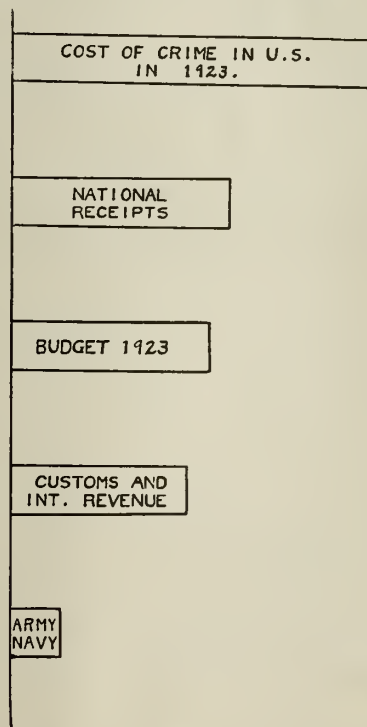 COST OF CRIME IN U.S.
IN 1923.
NATIONAL
RECEIPTS
BUDGET 1923
CUSTOMS AND
INT. REVENUE
ARMY
NAVY